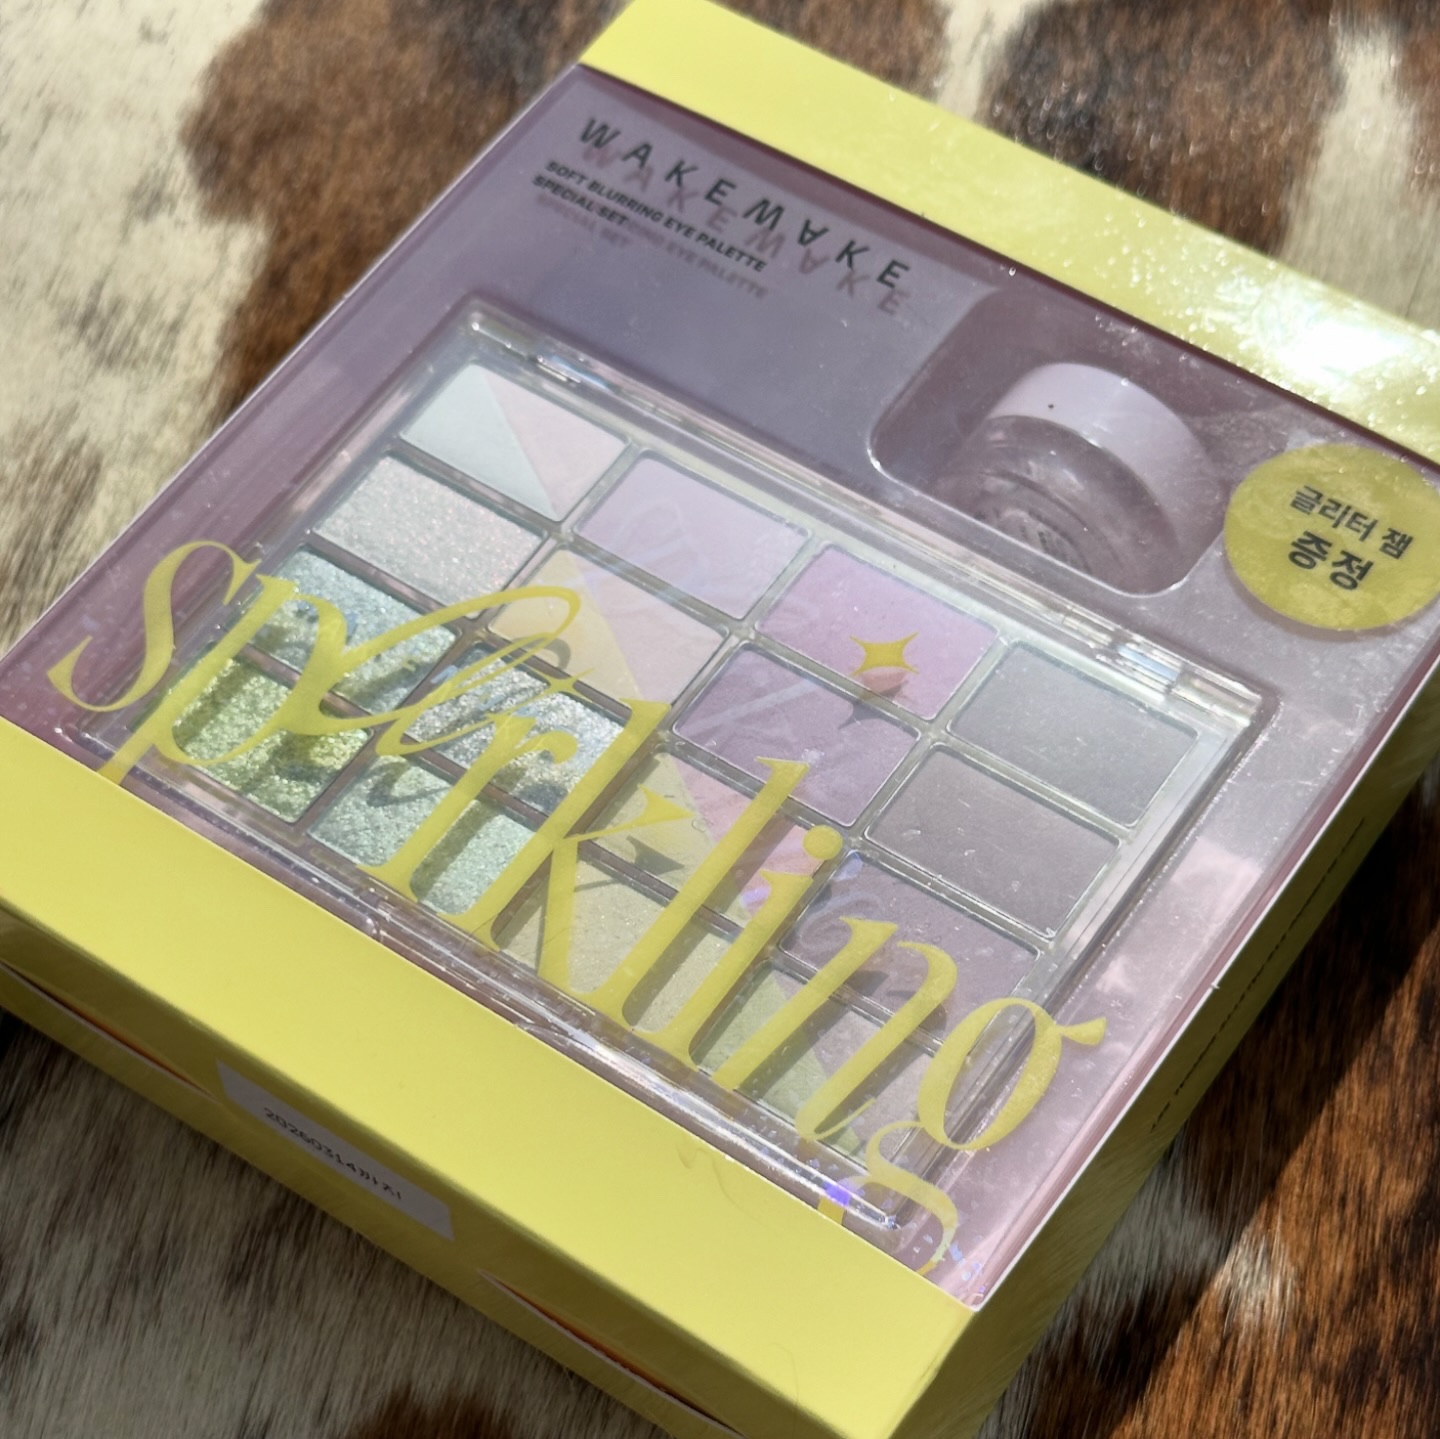 WAKEMAKE
SOFT BLURRING EYE PALETTE
SPECIAL SET
글리터 잼
증정
sparkling
20260314까지